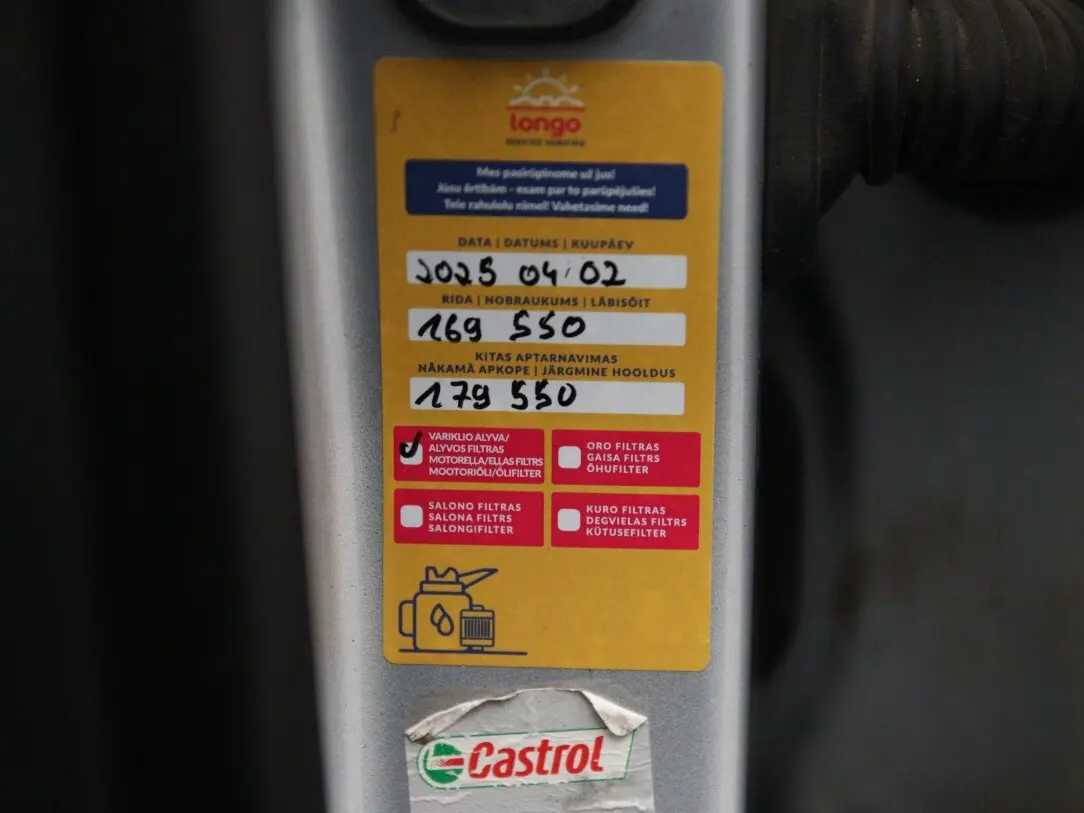 longo
Mes pasirūpinome už jus!
Jūsu ērtībām - esam par to parūpējušies!
Teie rahulolu nimel! Vahetasime need!
DATA | DATUMS | KUUPÄEV
2025 04 02
RIDA | NOBRAUKUMS | LÄBISÕIT
169 550
KITAS APTARNAVIMAS
NĀKAMĀ APKOPE | JÄRGMINE HOOLDUS
179 550
VARIKLIO ALYVA/
ALYVOS FILTRAS
MOTORELLA/ELLAS FILTRS
MOOTORIÕLI/ÕLIFILTER
ORO FILTRAS
GAISA FILTRS
ÕHUFILTER
SALONO FILTRAS
SALONA FILTRS
SALONGIFILTER
KURO FILTRAS
DEGVIELAS FILTRS
KÜTUSEFILTER
Castrol